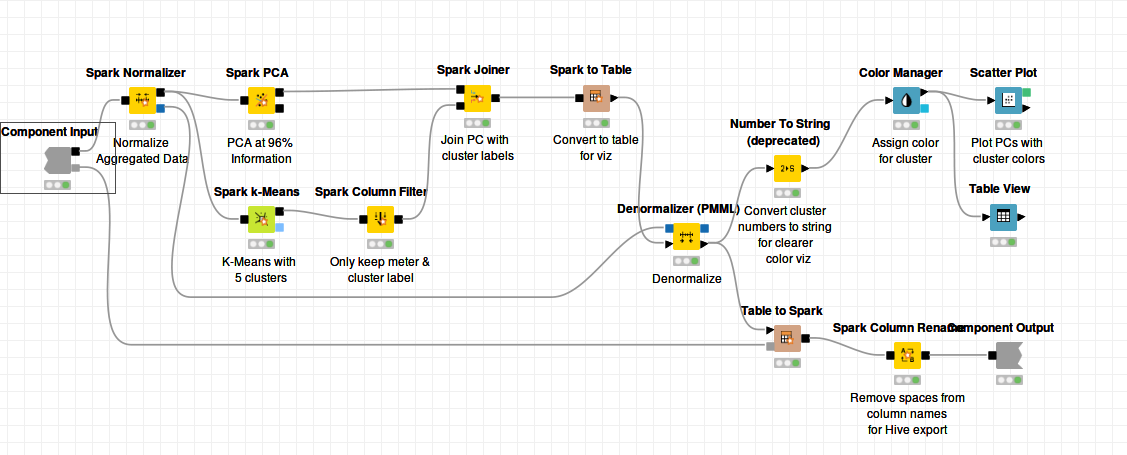 Spark Normalizer
Normalize
Aggregated Data
Spark PCA
PCA at 96%
Information
Spark Joiner
Join PC with
cluster labels
Spark to Table
Convert to table
for viz
Color Manager
Assign color
for cluster
Scatter Plot
Plot PCs with
cluster colors
Component Input
Number To String
(deprecated)
2▸S
Convert cluster
numbers to string
for clearer
color viz
Spark k-Means
K-Means with
5 clusters
Spark Column Filter
Only keep meter &
cluster label
Table View
Denormalizer (PMML)
Denormalize
Table to Spark
Spark Column Rename
A
B
Remove spaces from
column names
for Hive export
Component Output